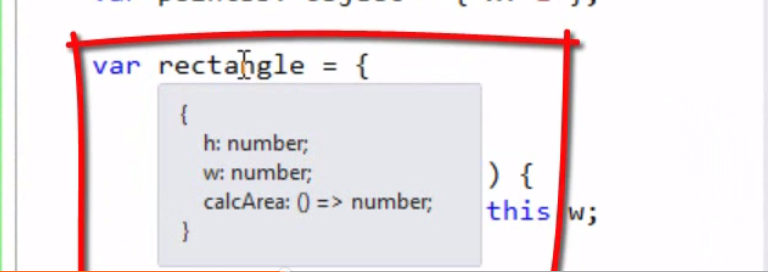 var rectangle = {
{
h: number;
w: number;
calcArea: () => number;
) {
}
this w;